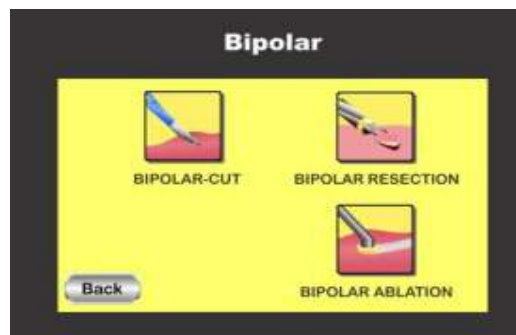 Bipolar
BIPOLAR-CUT
BIPOLAR RESECTION
BIPOLAR ABLATION
Back